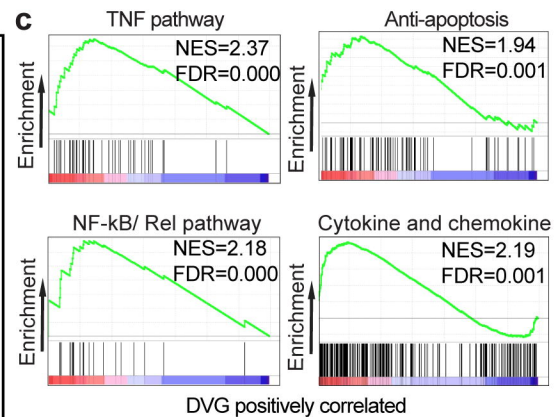 C
TNF pathway
NES=2.37
FDR=0.000
Enrichment
Anti-apoptosis
NES=1.94
FDR=0.001
Enrichment
NF-kB/ Rel pathway
NES=2.18
FDR=0.000
Enrichment
Cytokine and chemokine
NES=2.19
FDR=0.001
Enrichment
DVG positively correlated